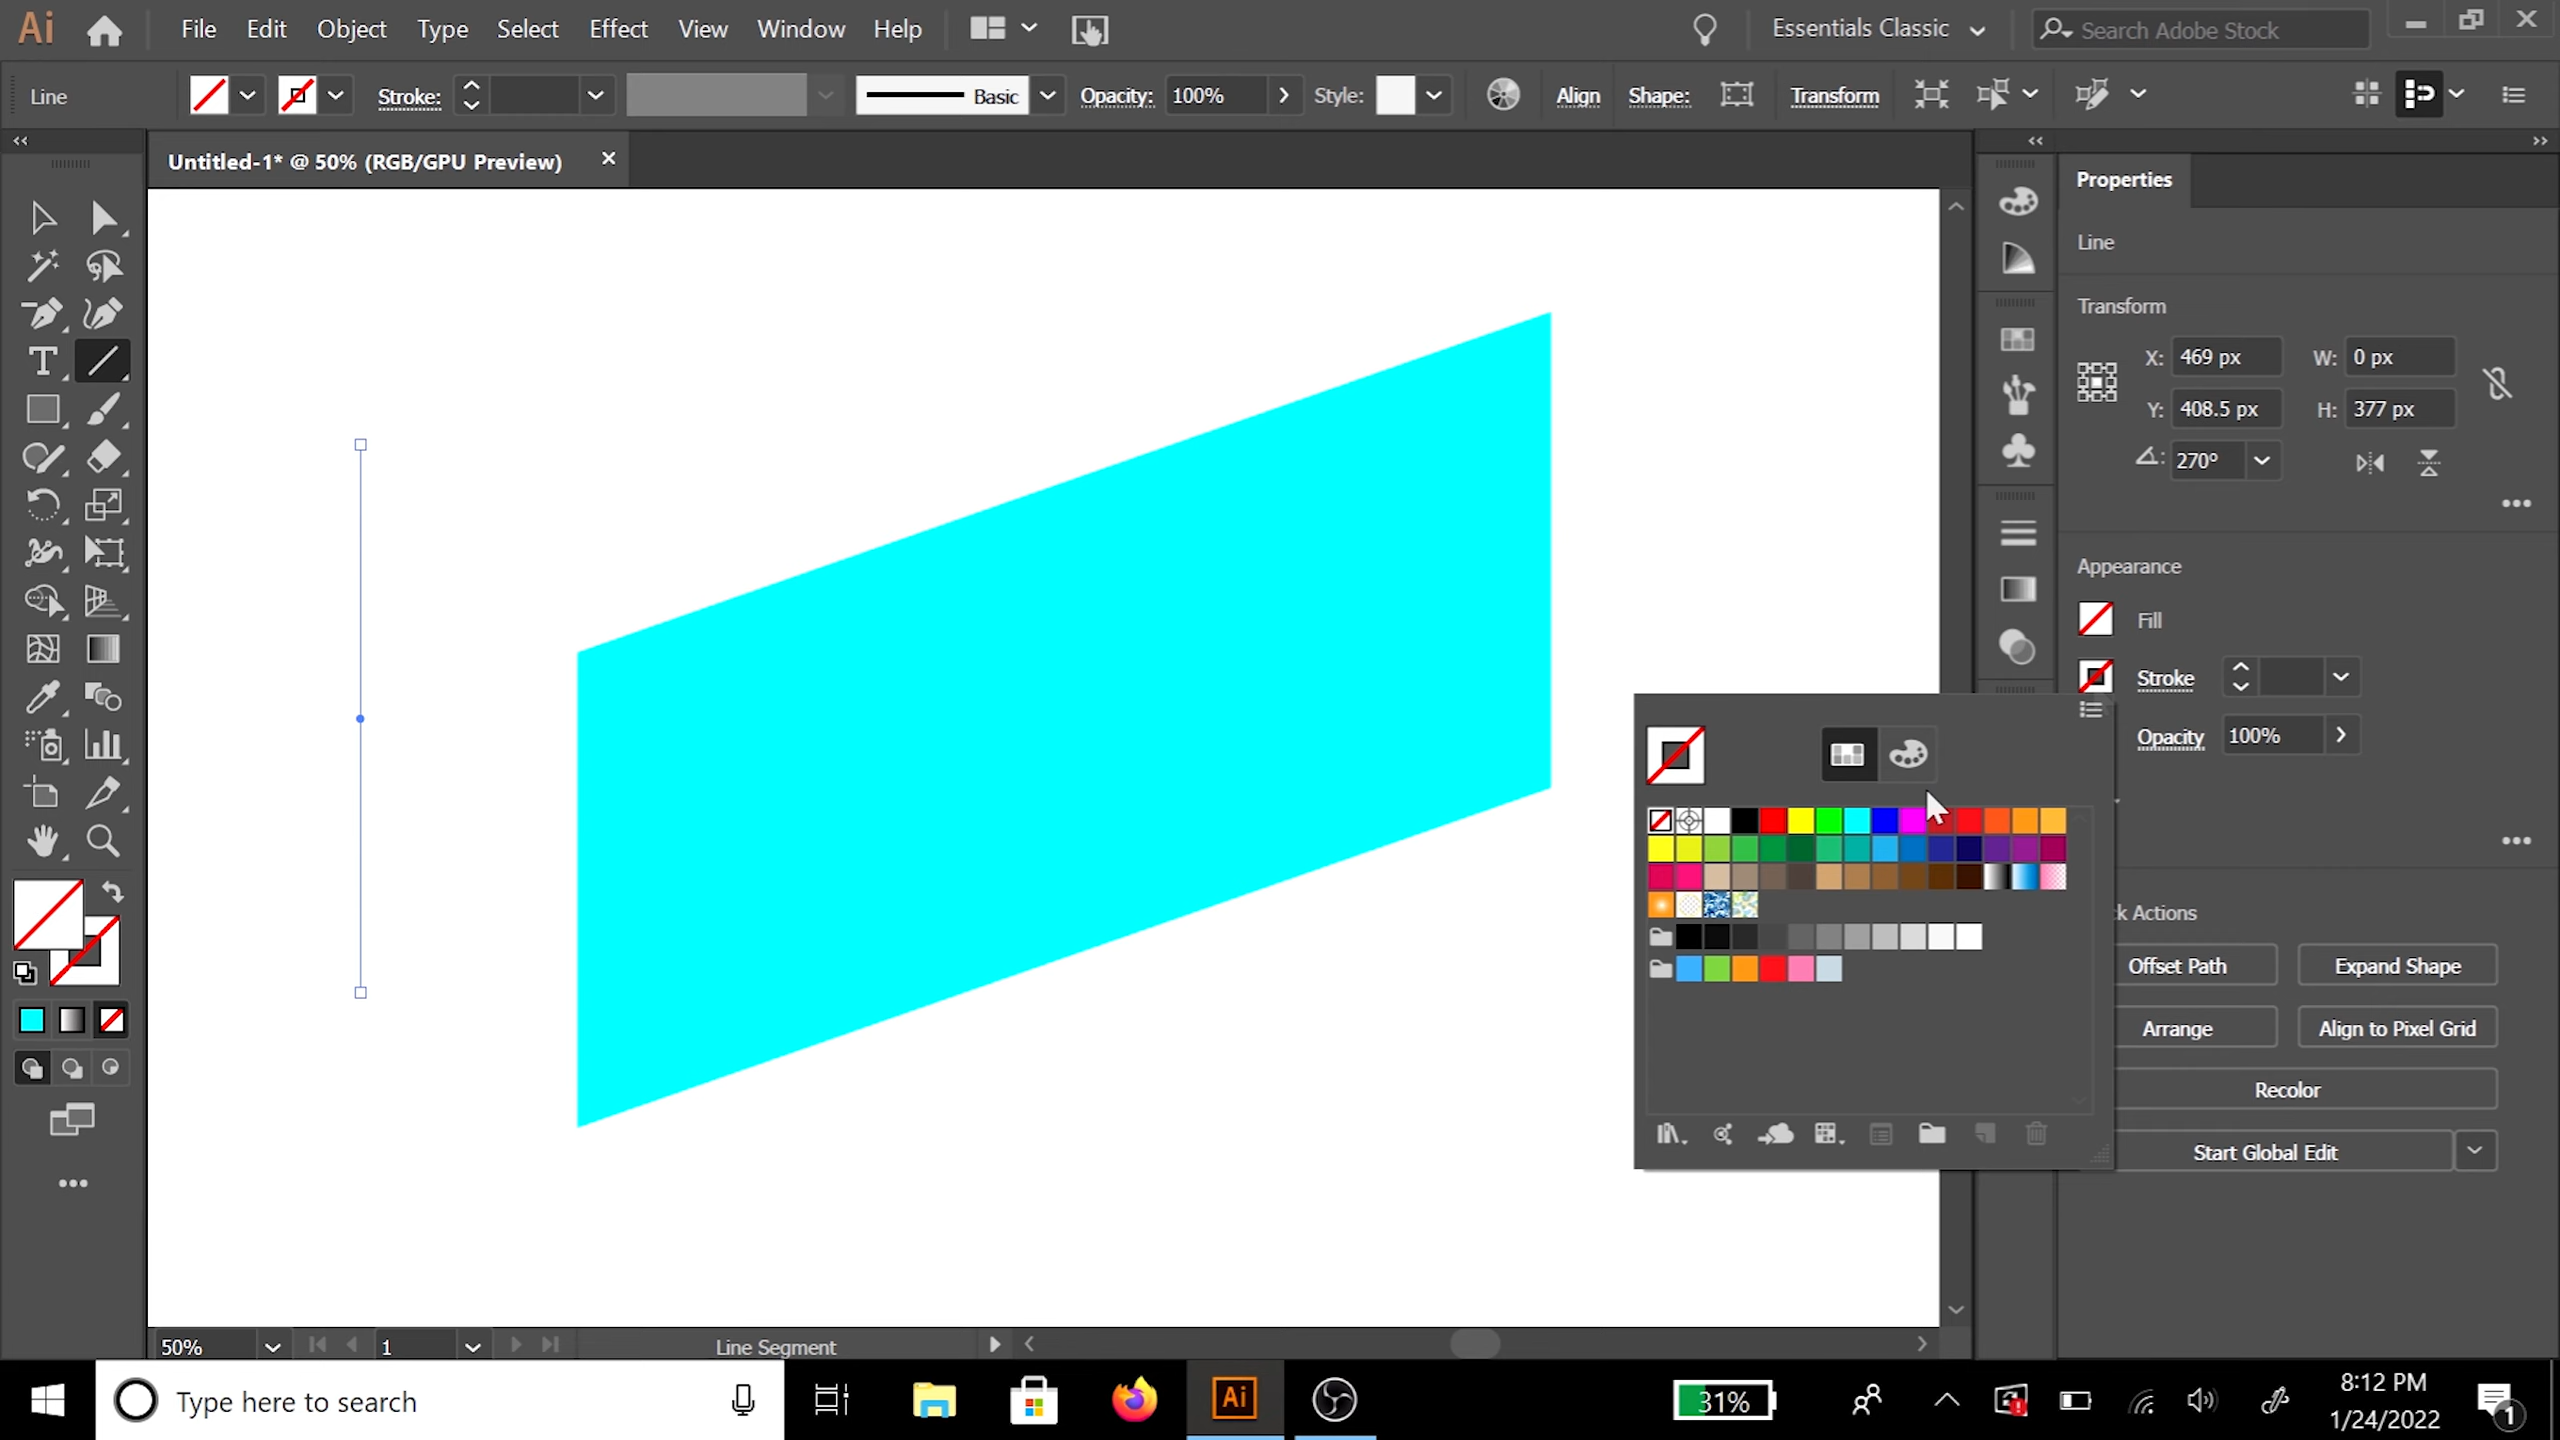 Ai File Edit Object Type Select Effect View Window Help Essentials Classic Search Adobe Stock
Line Stroke: Basic Opacity: 100% Style: Align Shape: Transform
Untitled-1* @ 50% (RGB/GPU Preview)
Properties
Line
Transform
X: 469 px W: 0 px
Y: 408.5 px H: 377 px
270°
Appearance
Fill
Stroke
Opacity 100%
k Actions
Offset Path Expand Shape
Arrange Align to Pixel Grid
Recolor
Start Global Edit
50% 1 Line Segment
Type here to search Ai 31% 8:12 PM
1/24/2022 1